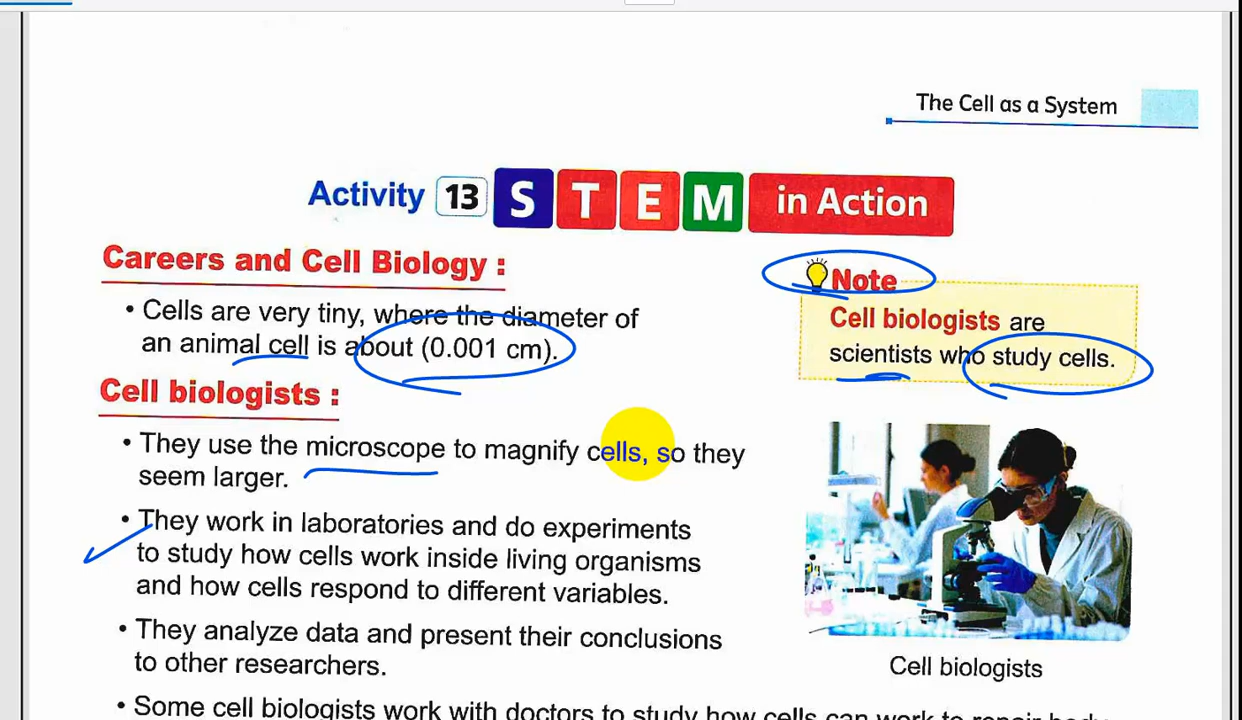 The Cell as a System
Activity 13 STEM in Action
Careers and Cell Biology :
• Cells are very tiny, where the diameter of
an animal cell is about (0.001 cm).
Note
Cell biologists are
scientists who study cells.
Cell biologists :
• They use the microscope to magnify cells, so they
seem larger.
• They work in laboratories and do experiments
to study how cells work inside living organisms
and how cells respond to different variables.
• They analyze data and present their conclusions
to other researchers.
Cell biologists
• Some cell biologists work with doctors to study how cells can work to repair body